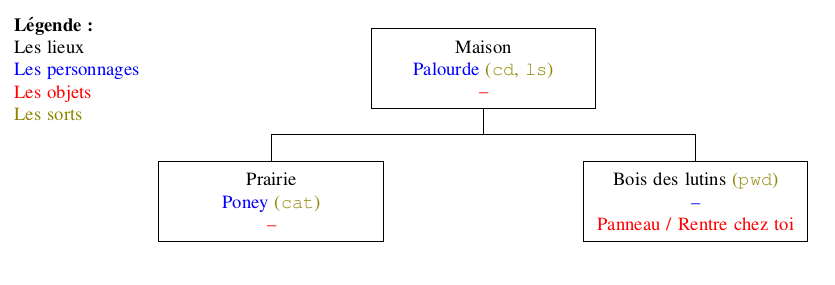 Légende :
Les lieux
Les personnages
Les objets
Les sorts
Maison
Palourde (cd, ls)
–
Prairie
Poney (cat)
–
Bois des lutins (pwd)
–
Panneau / Rentre chez toi